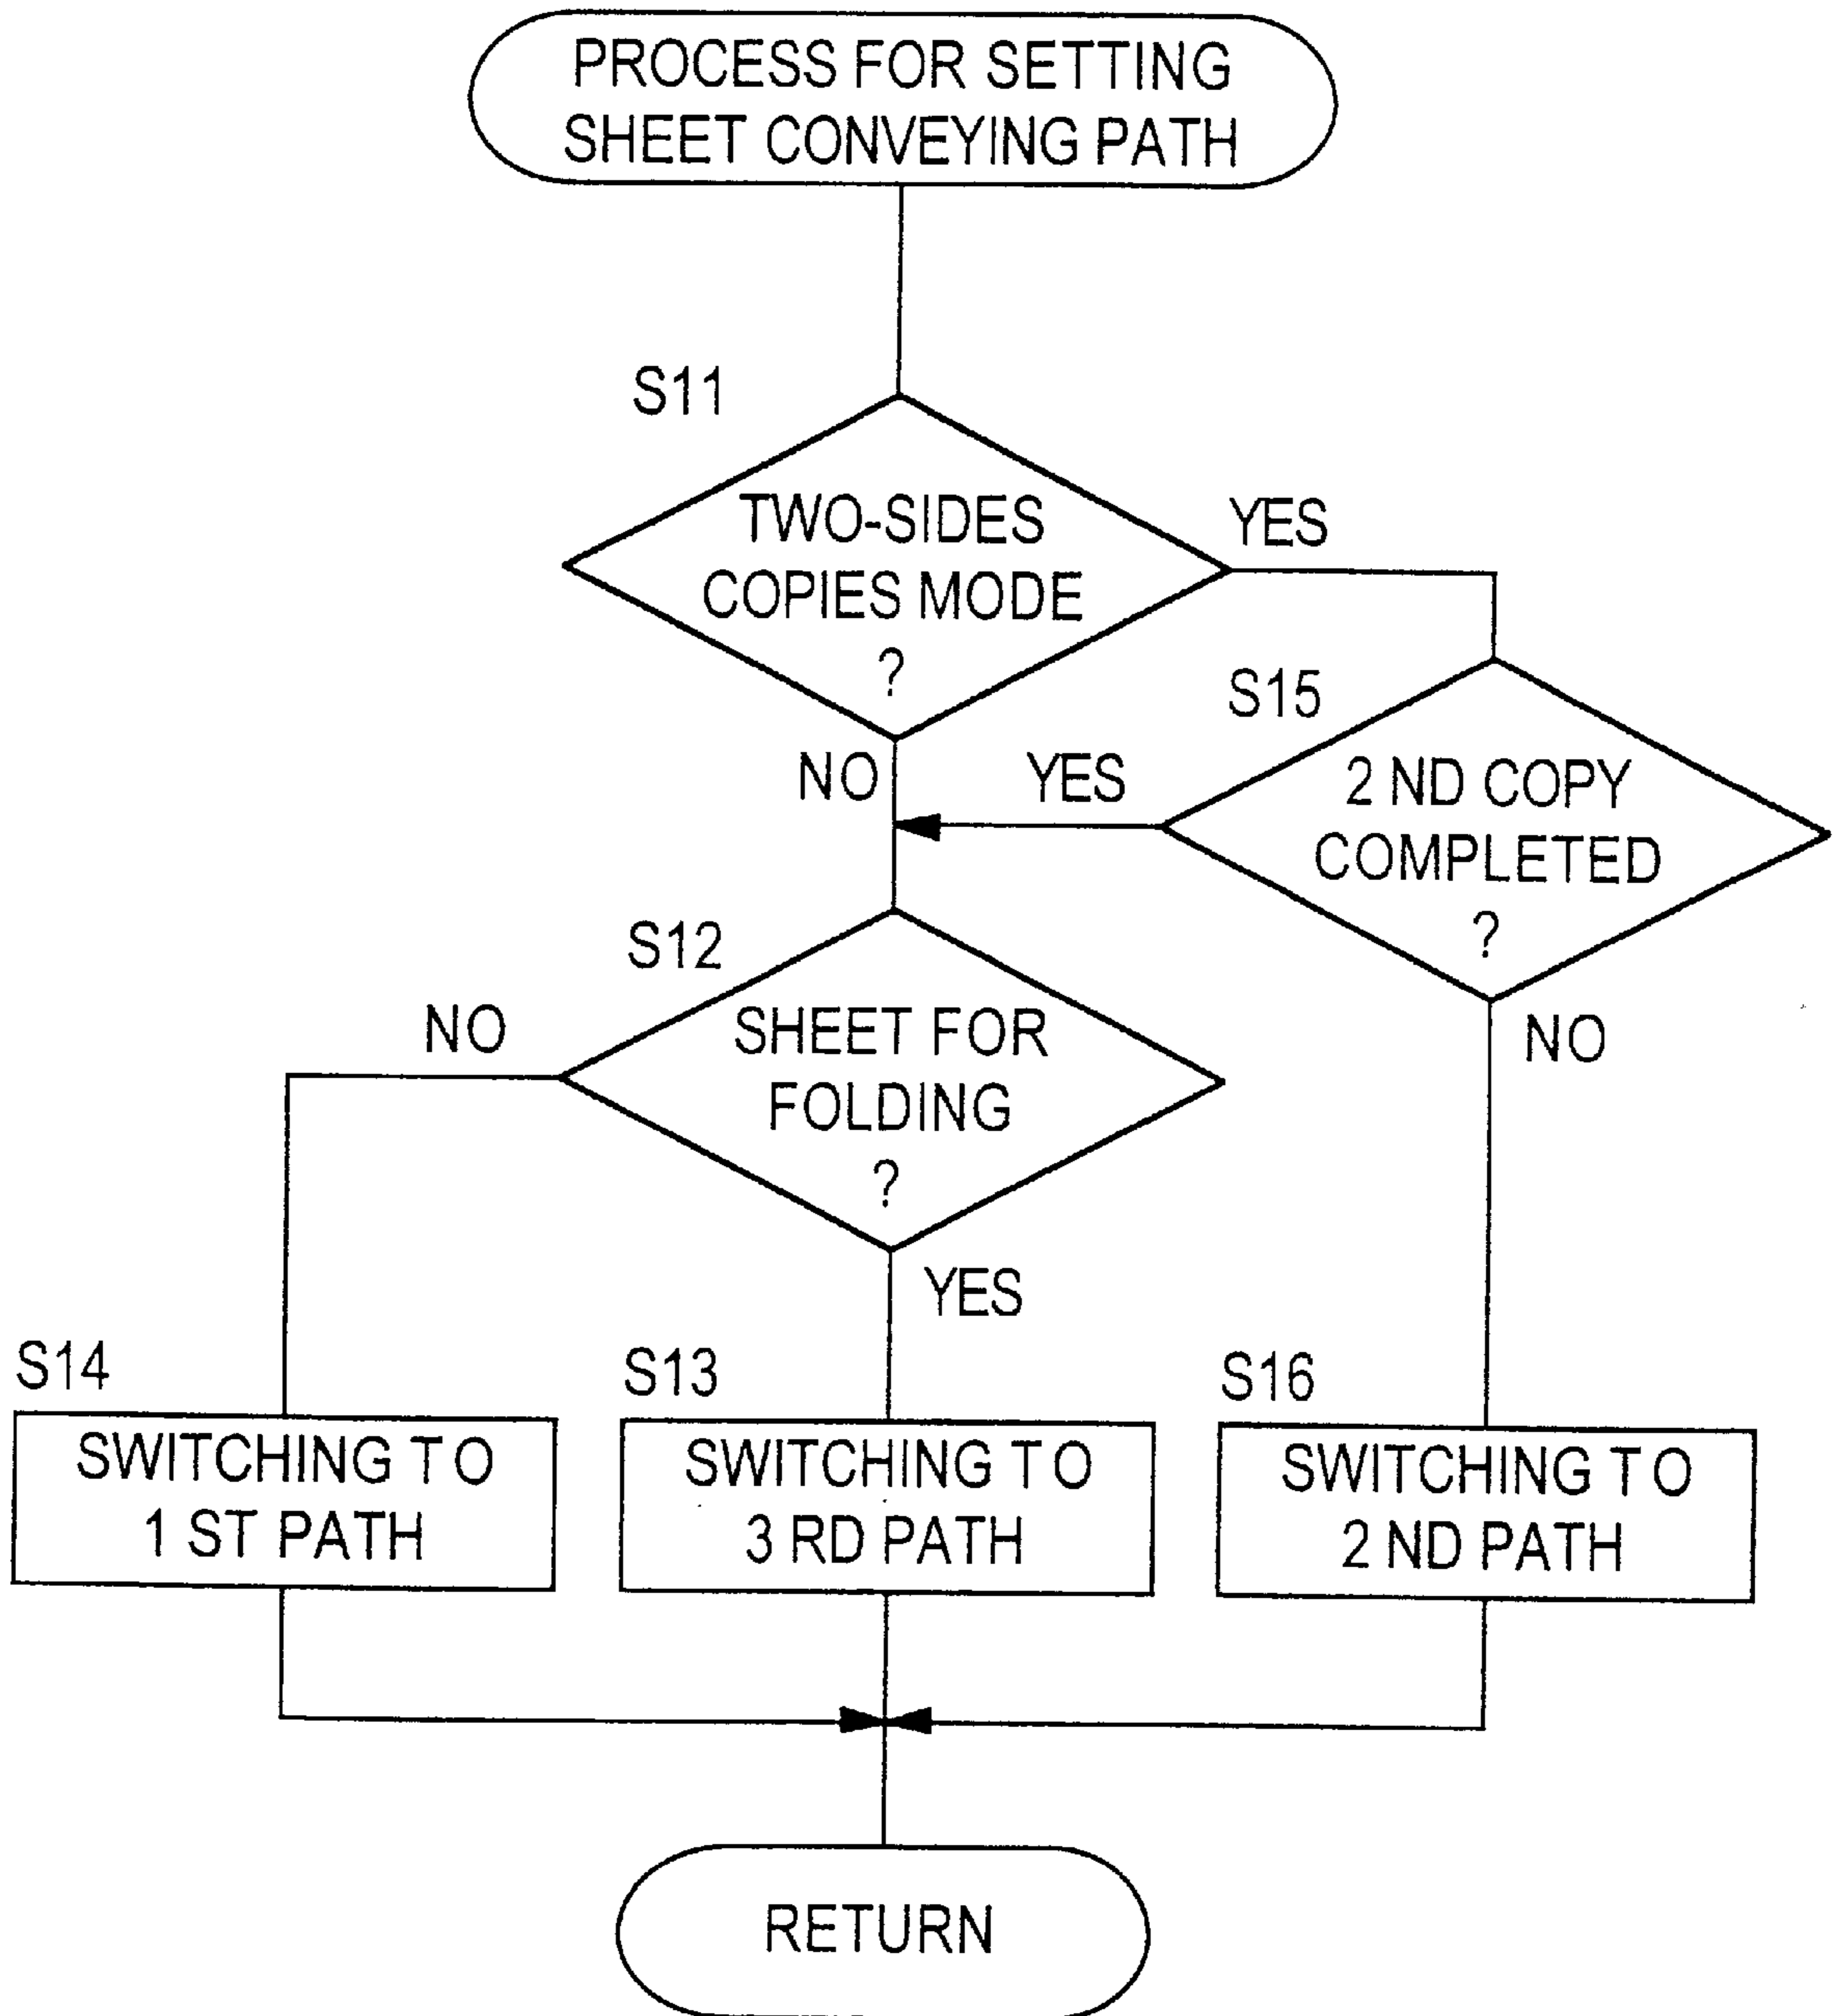 PROCESS FOR SETTING
SHEET CONVEYING PATH
S11
TWO-SIDES
COPIES MODE
?
YES
NO
S15
2 ND COPY
COMPLETED
?
YES
NO
S12
SHEET FOR
FOLDING
?
NO
YES
S14
SWITCHING TO
1 ST PATH
S13
SWITCHING TO
3 RD PATH
S16
SWITCHING TO
2 ND PATH
RETURN